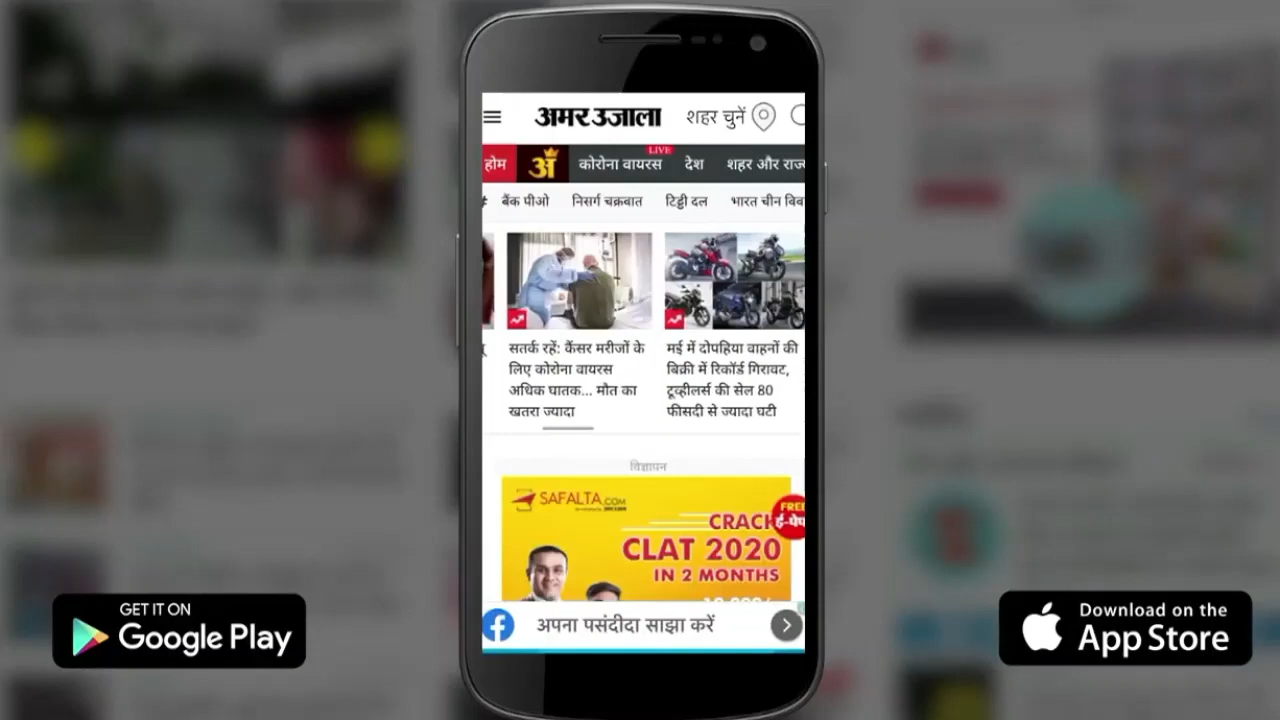 अमर उजाला
शहर चुनें
होम
अ
कोरोना वायरस
LIVE
देश
शहर और
बैंक पीओ
निसर्ग चक्रवात
टिड्डी दल
भारत चीन
सतर्क रहें: कैंसर मरीजों के
लिए कोरोना वायरस
अधिक घातक... मौत का
खतरा ज्यादा
मई में दोपहिया वाहनों की
बिक्री में रिकॉर्ड गिरावट,
टूव्हीलर्स की सेल 80
फीसदी से ज्यादा घटी
विज्ञापन
SAFALTA.COM
CRACK
CLAT 2020
IN 2 MONTHS
FREE
अपना पसंदीदा साझा करें
GET IT ON
Google Play
Download on the
App Store